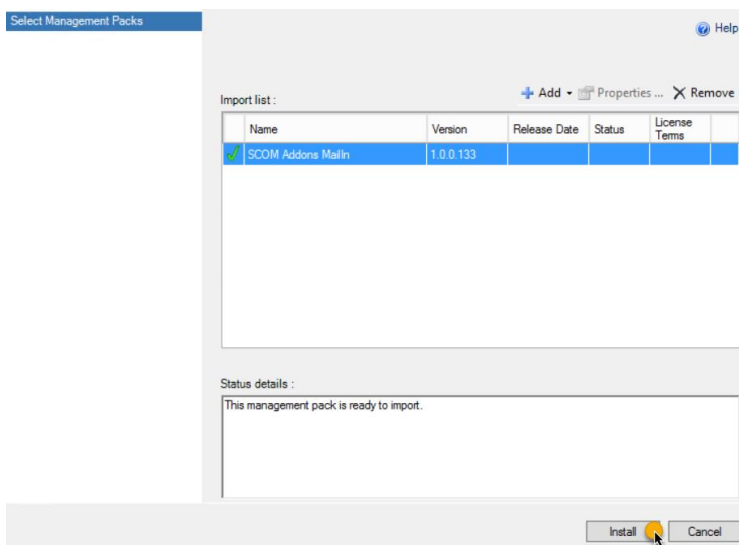 Select Management Packs
Help
Import list :
Add Properties ... Remove
Name Version Release Date Status License Terms
SCOM Addons MailIn 1.0.0.133
Status details :
This management pack is ready to import.
Install Cancel